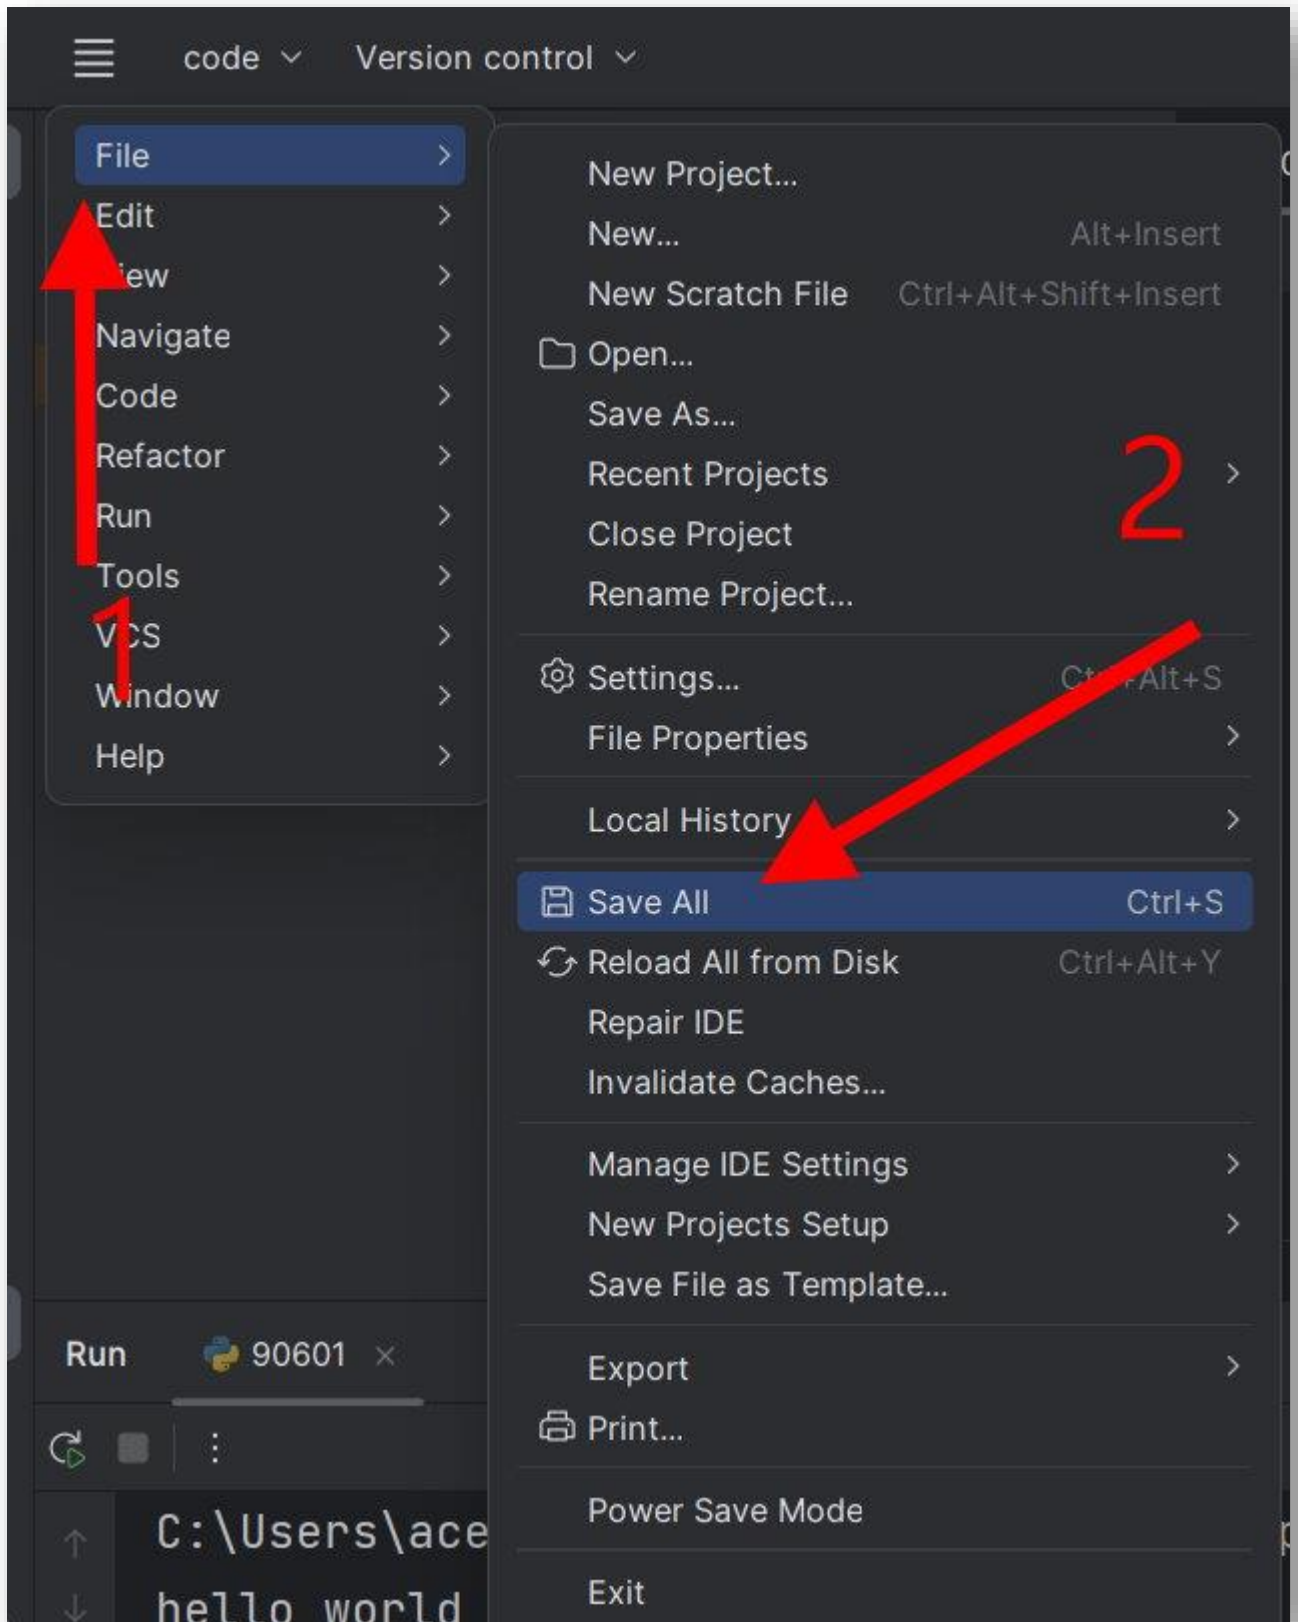 code Version control
File
Edit
View
Navigate
Code
Refactor
Run
Tools
VCS
Window
Help
1
New Project...
New... Alt+Insert
New Scratch File Ctrl+Alt+Shift+Insert
Open...
Save As...
Recent Projects
Close Project
Rename Project...
2
Settings... Ctrl+Alt+S
File Properties
Local History
Save All Ctrl+S
Reload All from Disk Ctrl+Alt+Y
Repair IDE
Invalidate Caches...
Manage IDE Settings
New Projects Setup
Save File as Template...
Export
Print...
Power Save Mode
Exit
Run 90601
C:\Users\ace
hello world